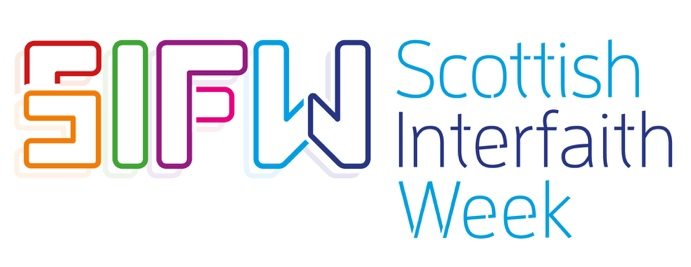 SIFW
Scottish
Interfaith
Week